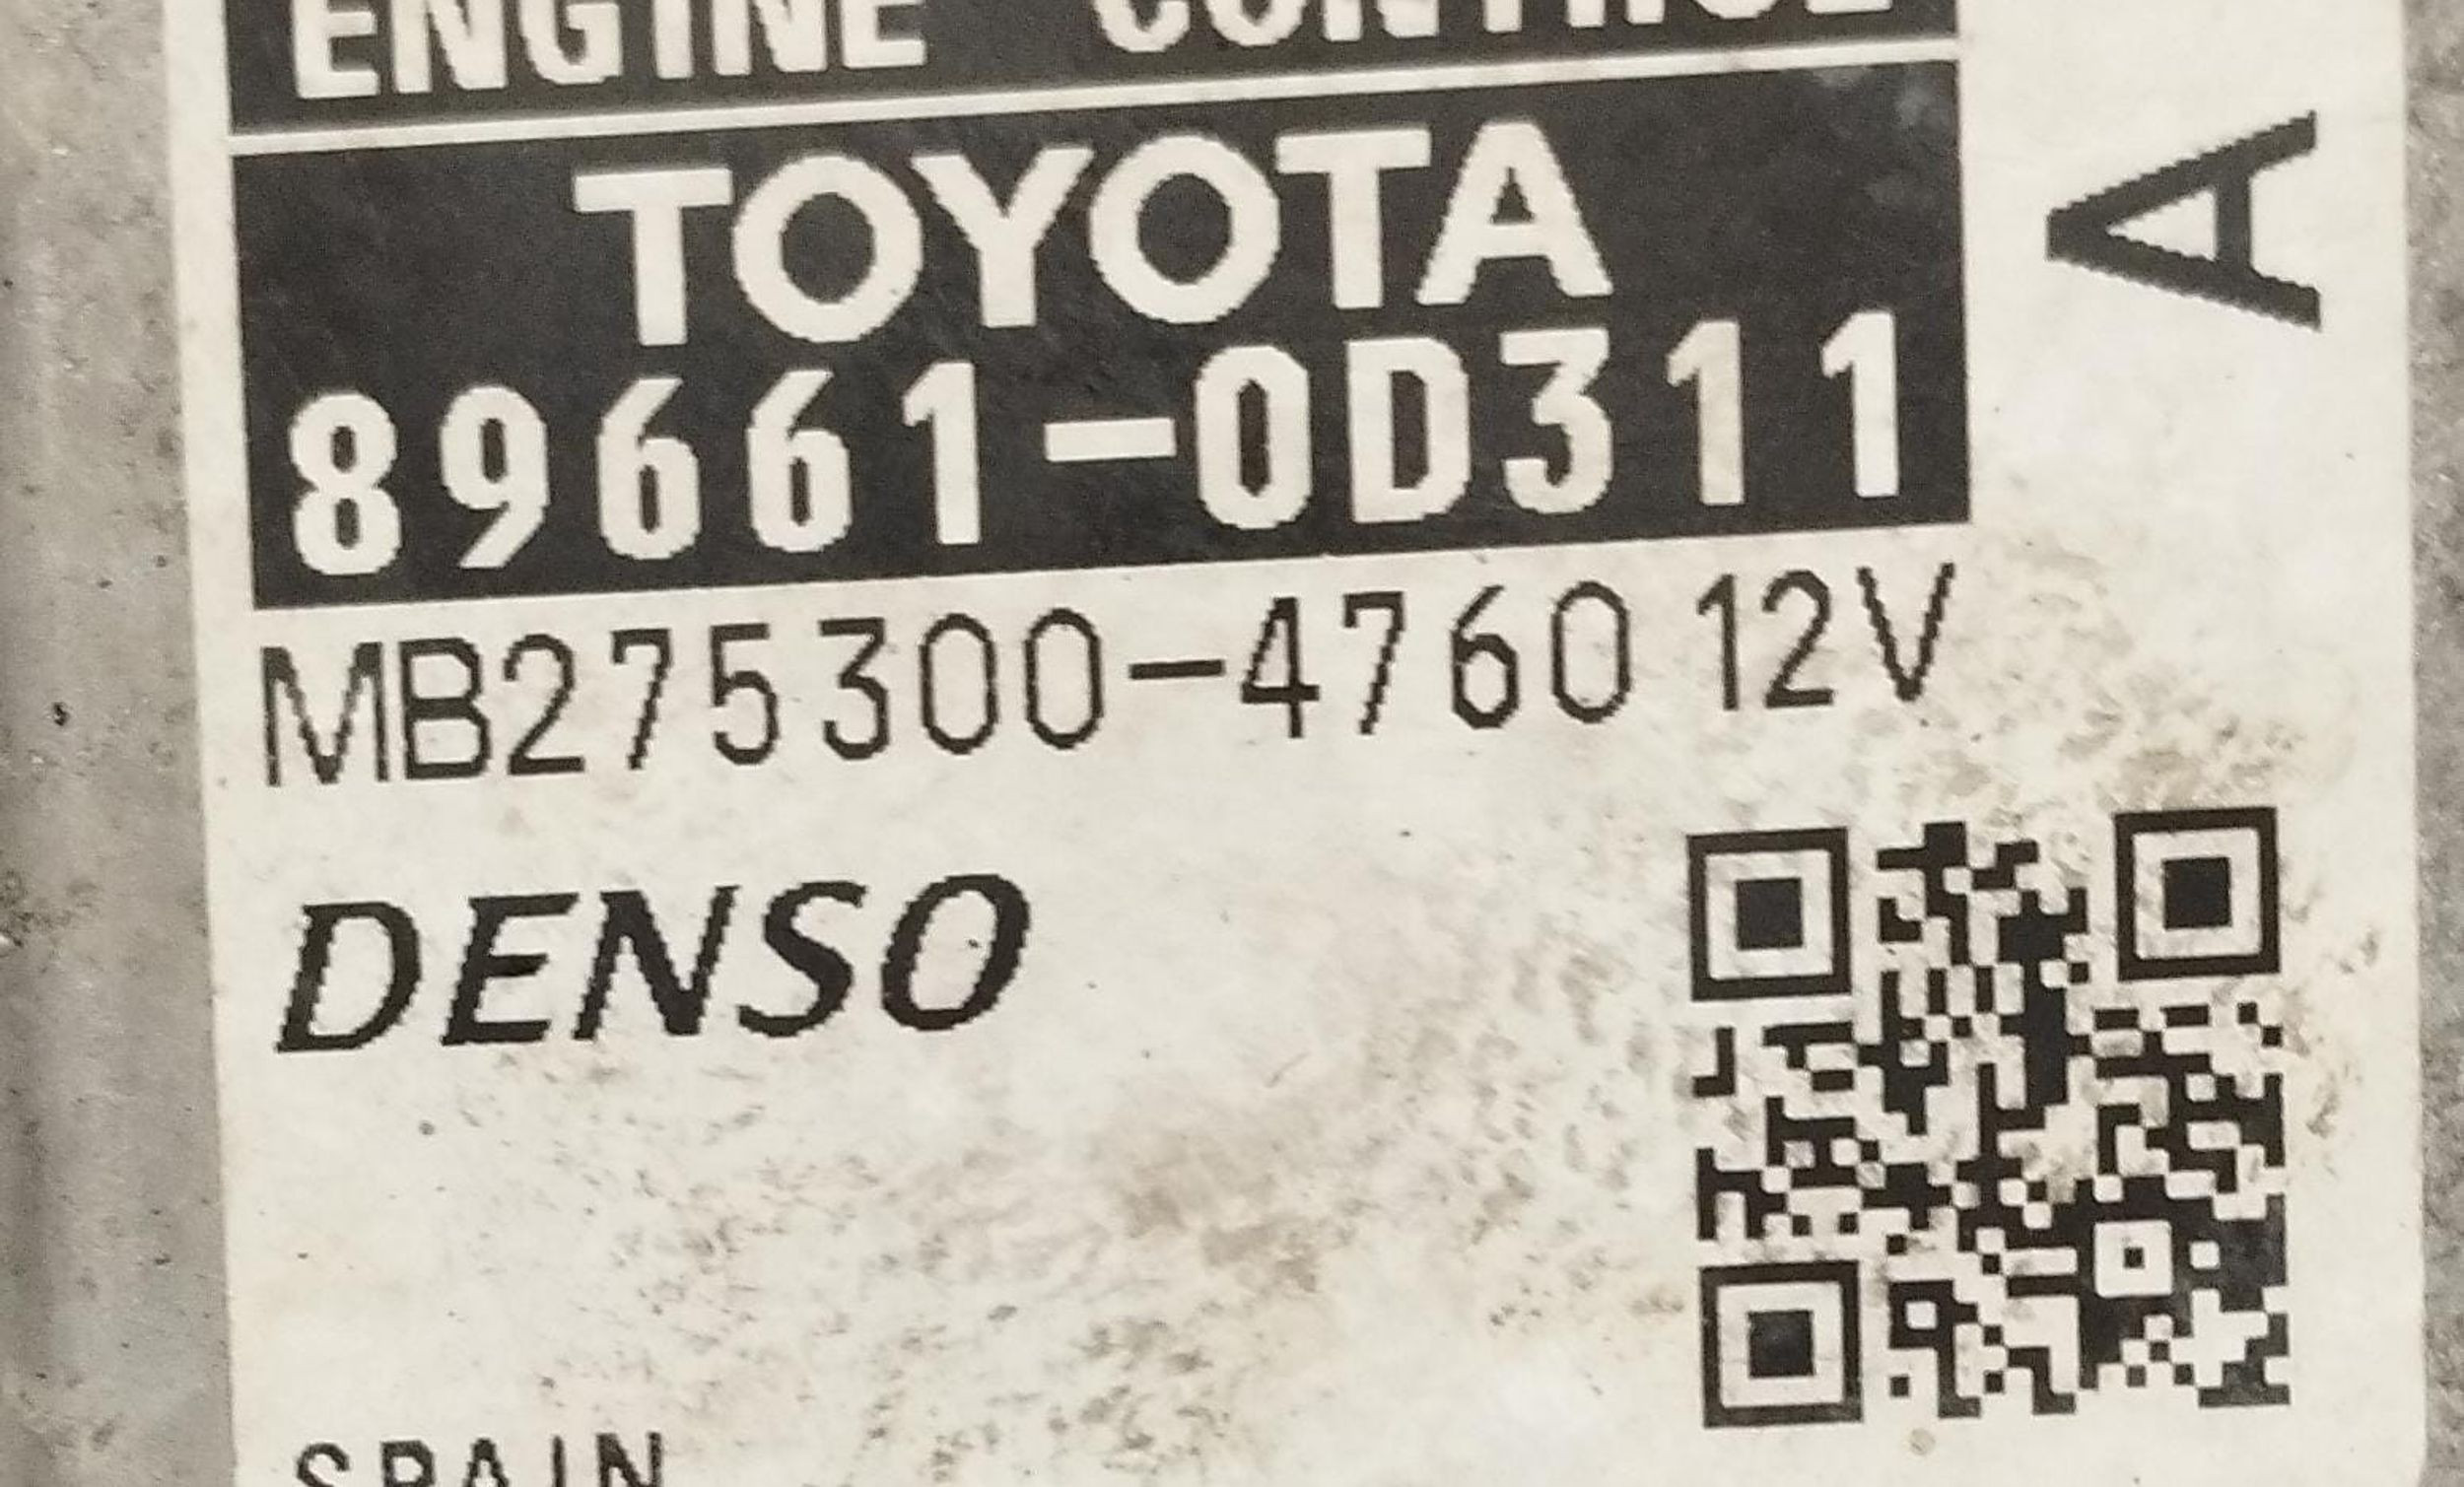 ENGINE CONTROL
TOYOTA
89661-0D311
A
MB275300-4760 12V
DENSO
SPAIN